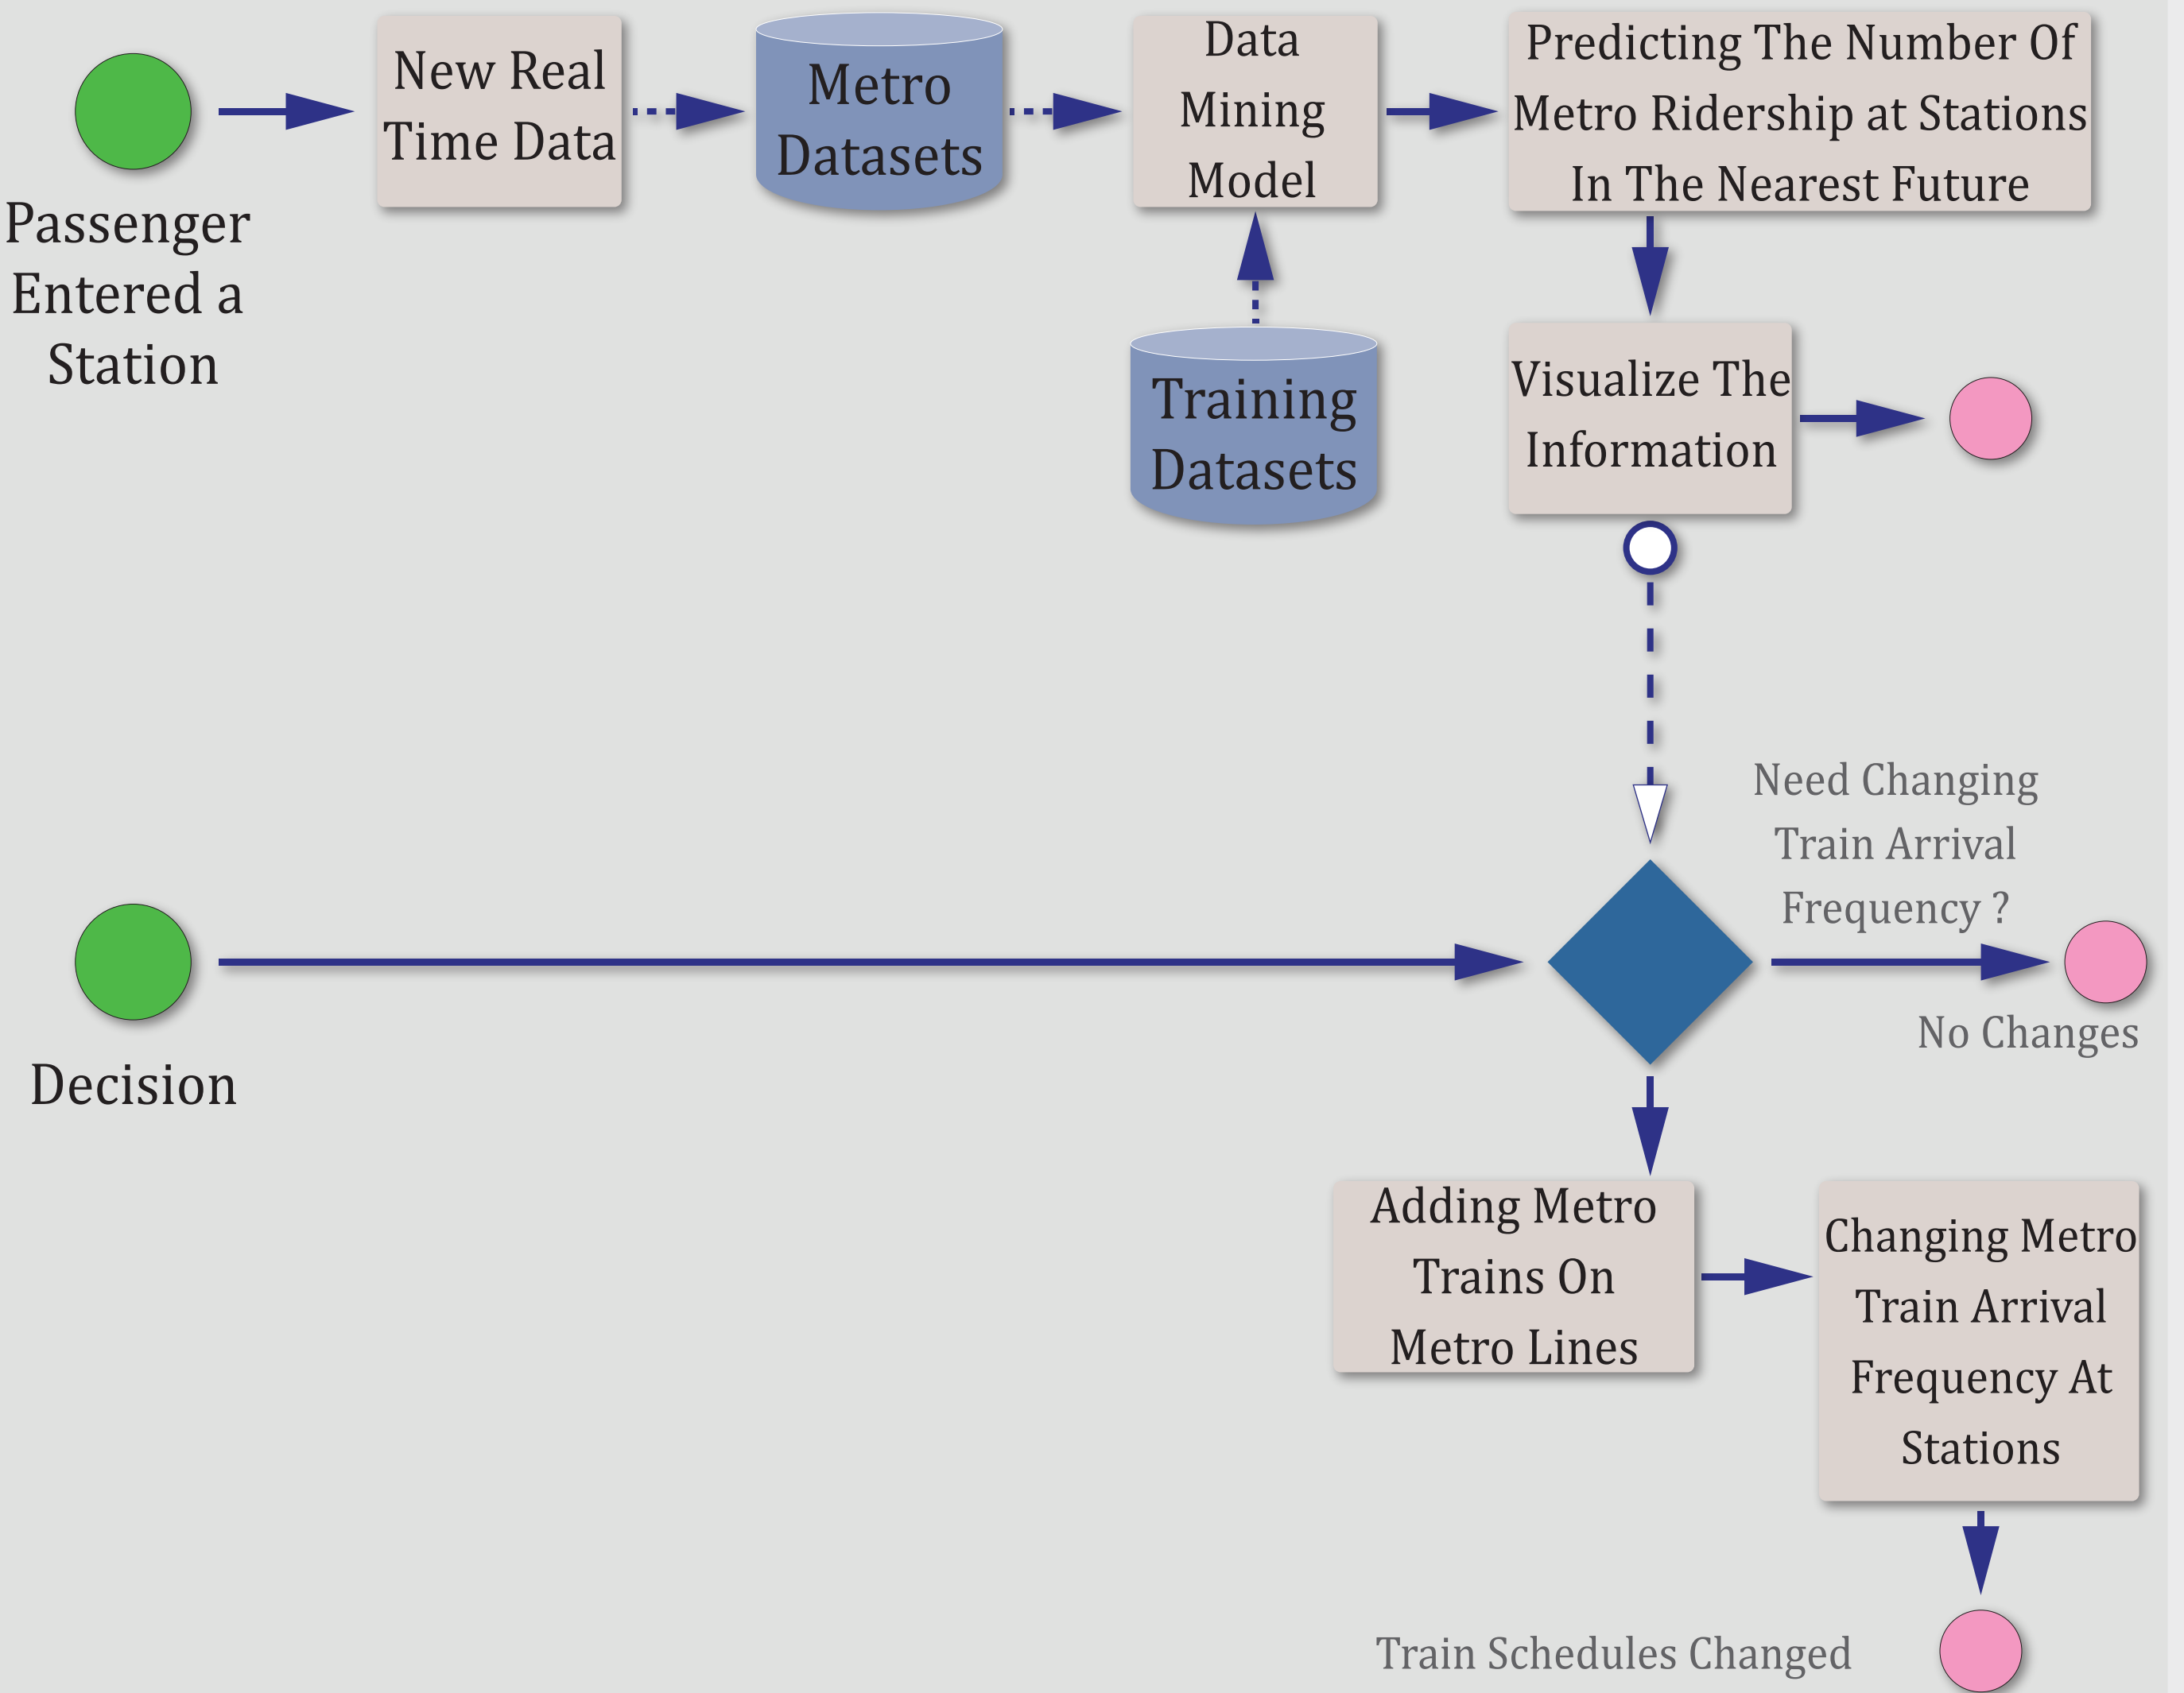 Passenger
Entered a
Station
New Real
Time Data
Metro
Datasets
Data
Mining
Model
Predicting The Number Of
Metro Ridership at Stations
In The Nearest Future
Training
Datasets
Visualize The
Information
Need Changing
Train Arrival
Frequency ?
No Changes
Decision
Adding Metro
Trains On
Metro Lines
Changing Metro
Train Arrival
Frequency At
Stations
Train Schedules Changed